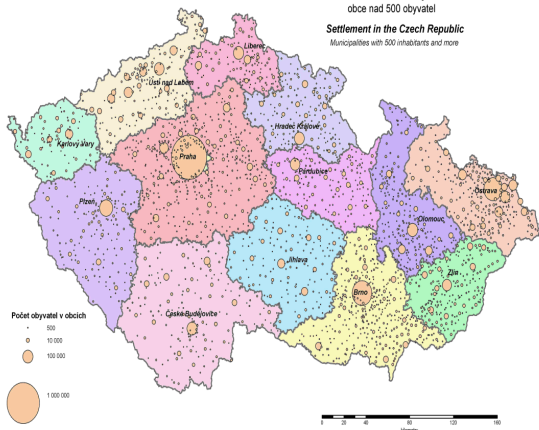 obce nad 500 obyvatel
Settlement in the Czech Republic
Municipalities with 500 inhabitants and more
Liberec
Ústí nad Labem
Karlovy Vary
Hradec Králové
Praha
Pardubice
Ostrava
Plzeň
Olomouc
Jihlava
Zlín
Brno
České Budějovice
Počet obyvatel v obcích
500
10 000
100 000
1 000 000
0 20 40 80 120 160